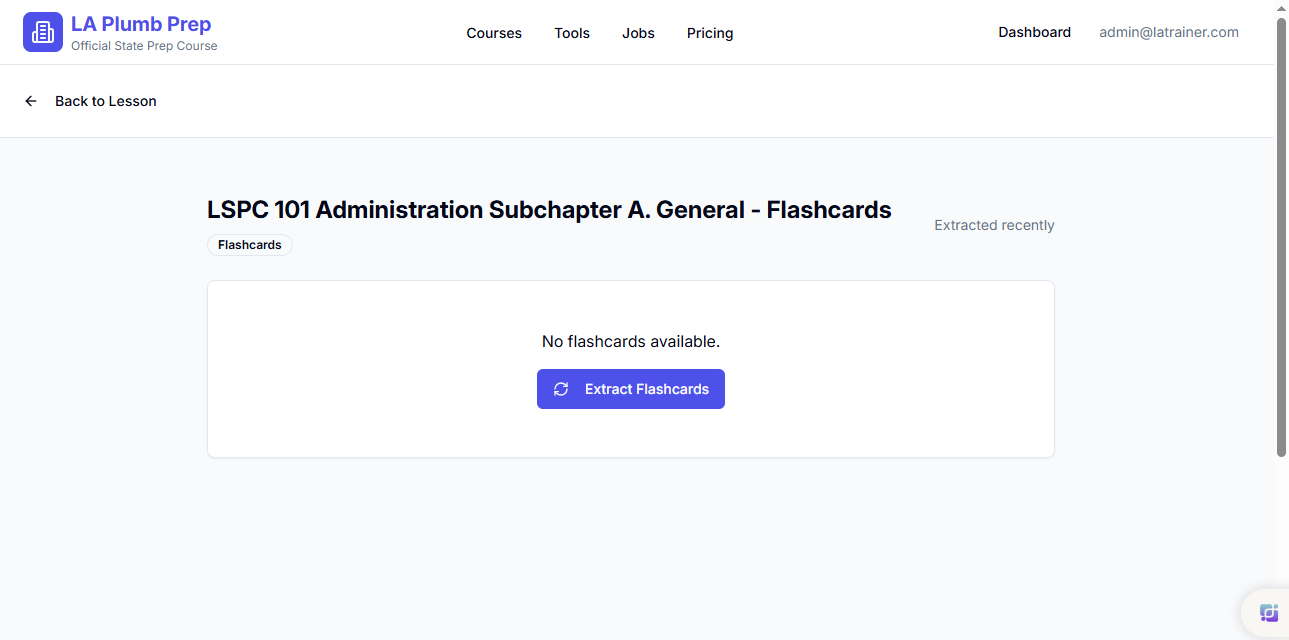 LA Plumb Prep
Official State Prep Course
Courses
Tools
Jobs
Pricing
Dashboard
admin@latrainer.com
Back to Lesson
LSPC 101 Administration Subchapter A. General - Flashcards
Extracted recently
Flashcards
No flashcards available.
Extract Flashcards